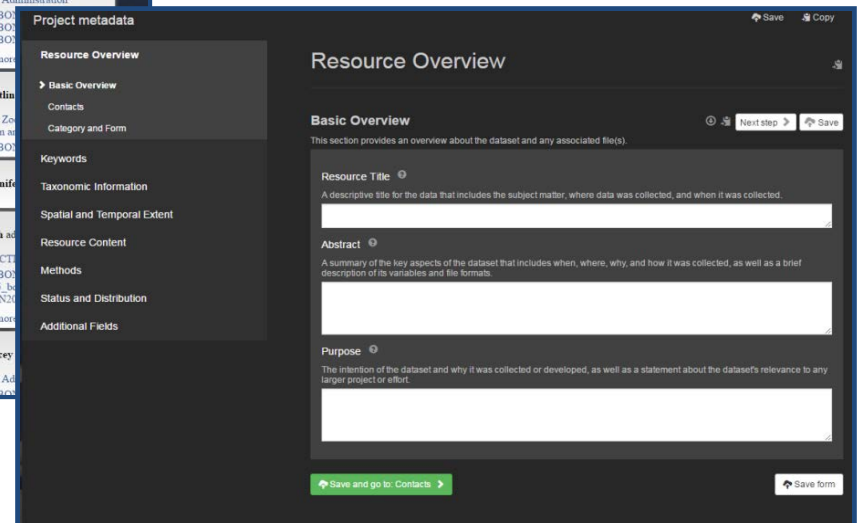 Administration
Project metadata
Save Copy
Resource Overview
Basic Overview
Contacts
Category and Form
Keywords
Taxonomic Information
Spatial and Temporal Extent
Resource Content
Methods
Status and Distribution
Additional Fields
Resource Overview
Basic Overview
Next step Save
This section provides an overview about the dataset and any associated file(s).
Resource Title
A descriptive title for the data that includes the subject matter, where data was collected, and when it was collected.
Abstract
A summary of the key aspects of the dataset that includes when, where, why, and how it was collected, as well as a brief
description of its variables and file formats.
Purpose
The intention of the dataset and why it was collected or developed, as well as a statement about the dataset's relevance to any
larger project or effort.
Save and go to: Contacts
Save form